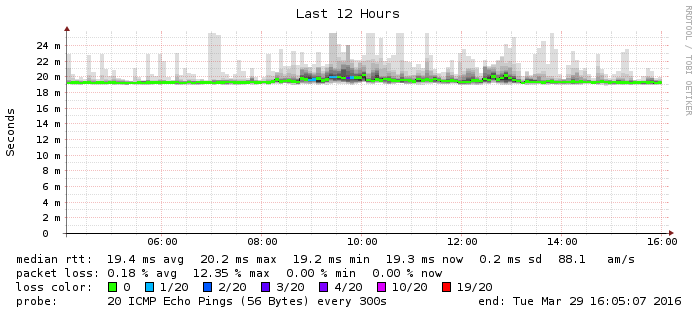 Last 12 Hours
RRDTOOL / TOBI OETIKER
Seconds
24 m
22 m
20 m
18 m
16 m
14 m
12 m
10 m
8 m
6 m
4 m
2 m
0
06:00 08:00 10:00 12:00 14:00 16:00
median rtt: 19.4 ms avg 20.2 ms max 19.2 ms min 19.3 ms now 0.2 ms sd 88.1 am/s
packet loss: 0.18 % avg 12.35 % max 0.00 % min 0.00 % now
loss color: 0 1/20 2/20 3/20 4/20 10/20 19/20
probe: 20 ICMP Echo Pings (56 Bytes) every 300s end: Tue Mar 29 16:05:07 2016